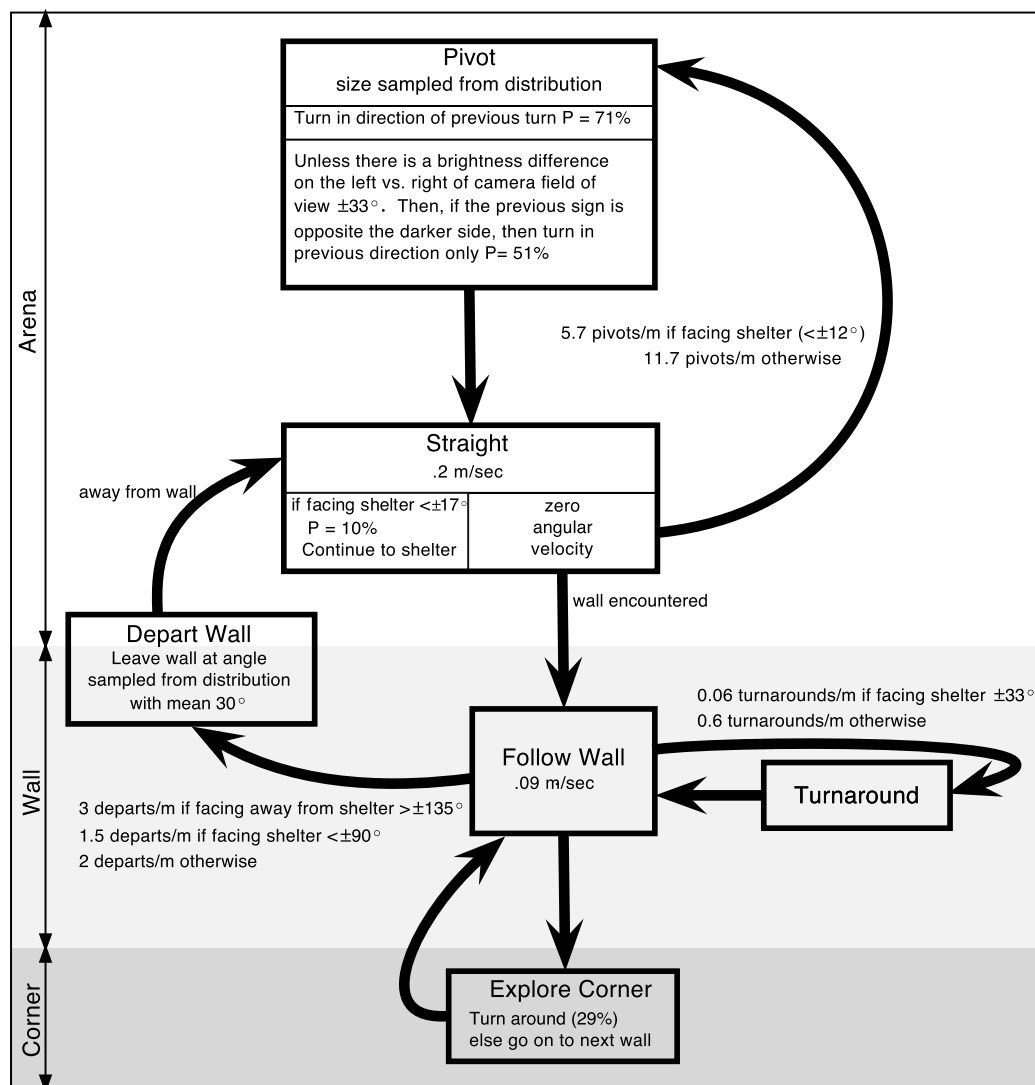 Arena
Pivot
size sampled from distribution
Turn in direction of previous turn P = 71%
Unless there is a brightness difference
on the left vs. right of camera field of
view ±33°. Then, if the previous sign is
opposite the darker side, then turn in
previous direction only P= 51%
5.7 pivots/m if facing shelter (<±12°)
11.7 pivots/m otherwise
Straight
.2 m/sec
if facing shelter <±17°
P = 10%
Continue to shelter
zero
angular
velocity
away from wall
wall encountered
Depart Wall
Leave wall at angle
sampled from distribution
with mean 30°
Wall
Follow Wall
.09 m/sec
0.06 turnarounds/m if facing shelter ±33°
0.6 turnarounds/m otherwise
Turnaround
3 departs/m if facing away from shelter >±135°
1.5 departs/m if facing shelter <±90°
2 departs/m otherwise
Corner
Explore Corner
Turn around (29%)
else go on to next wall